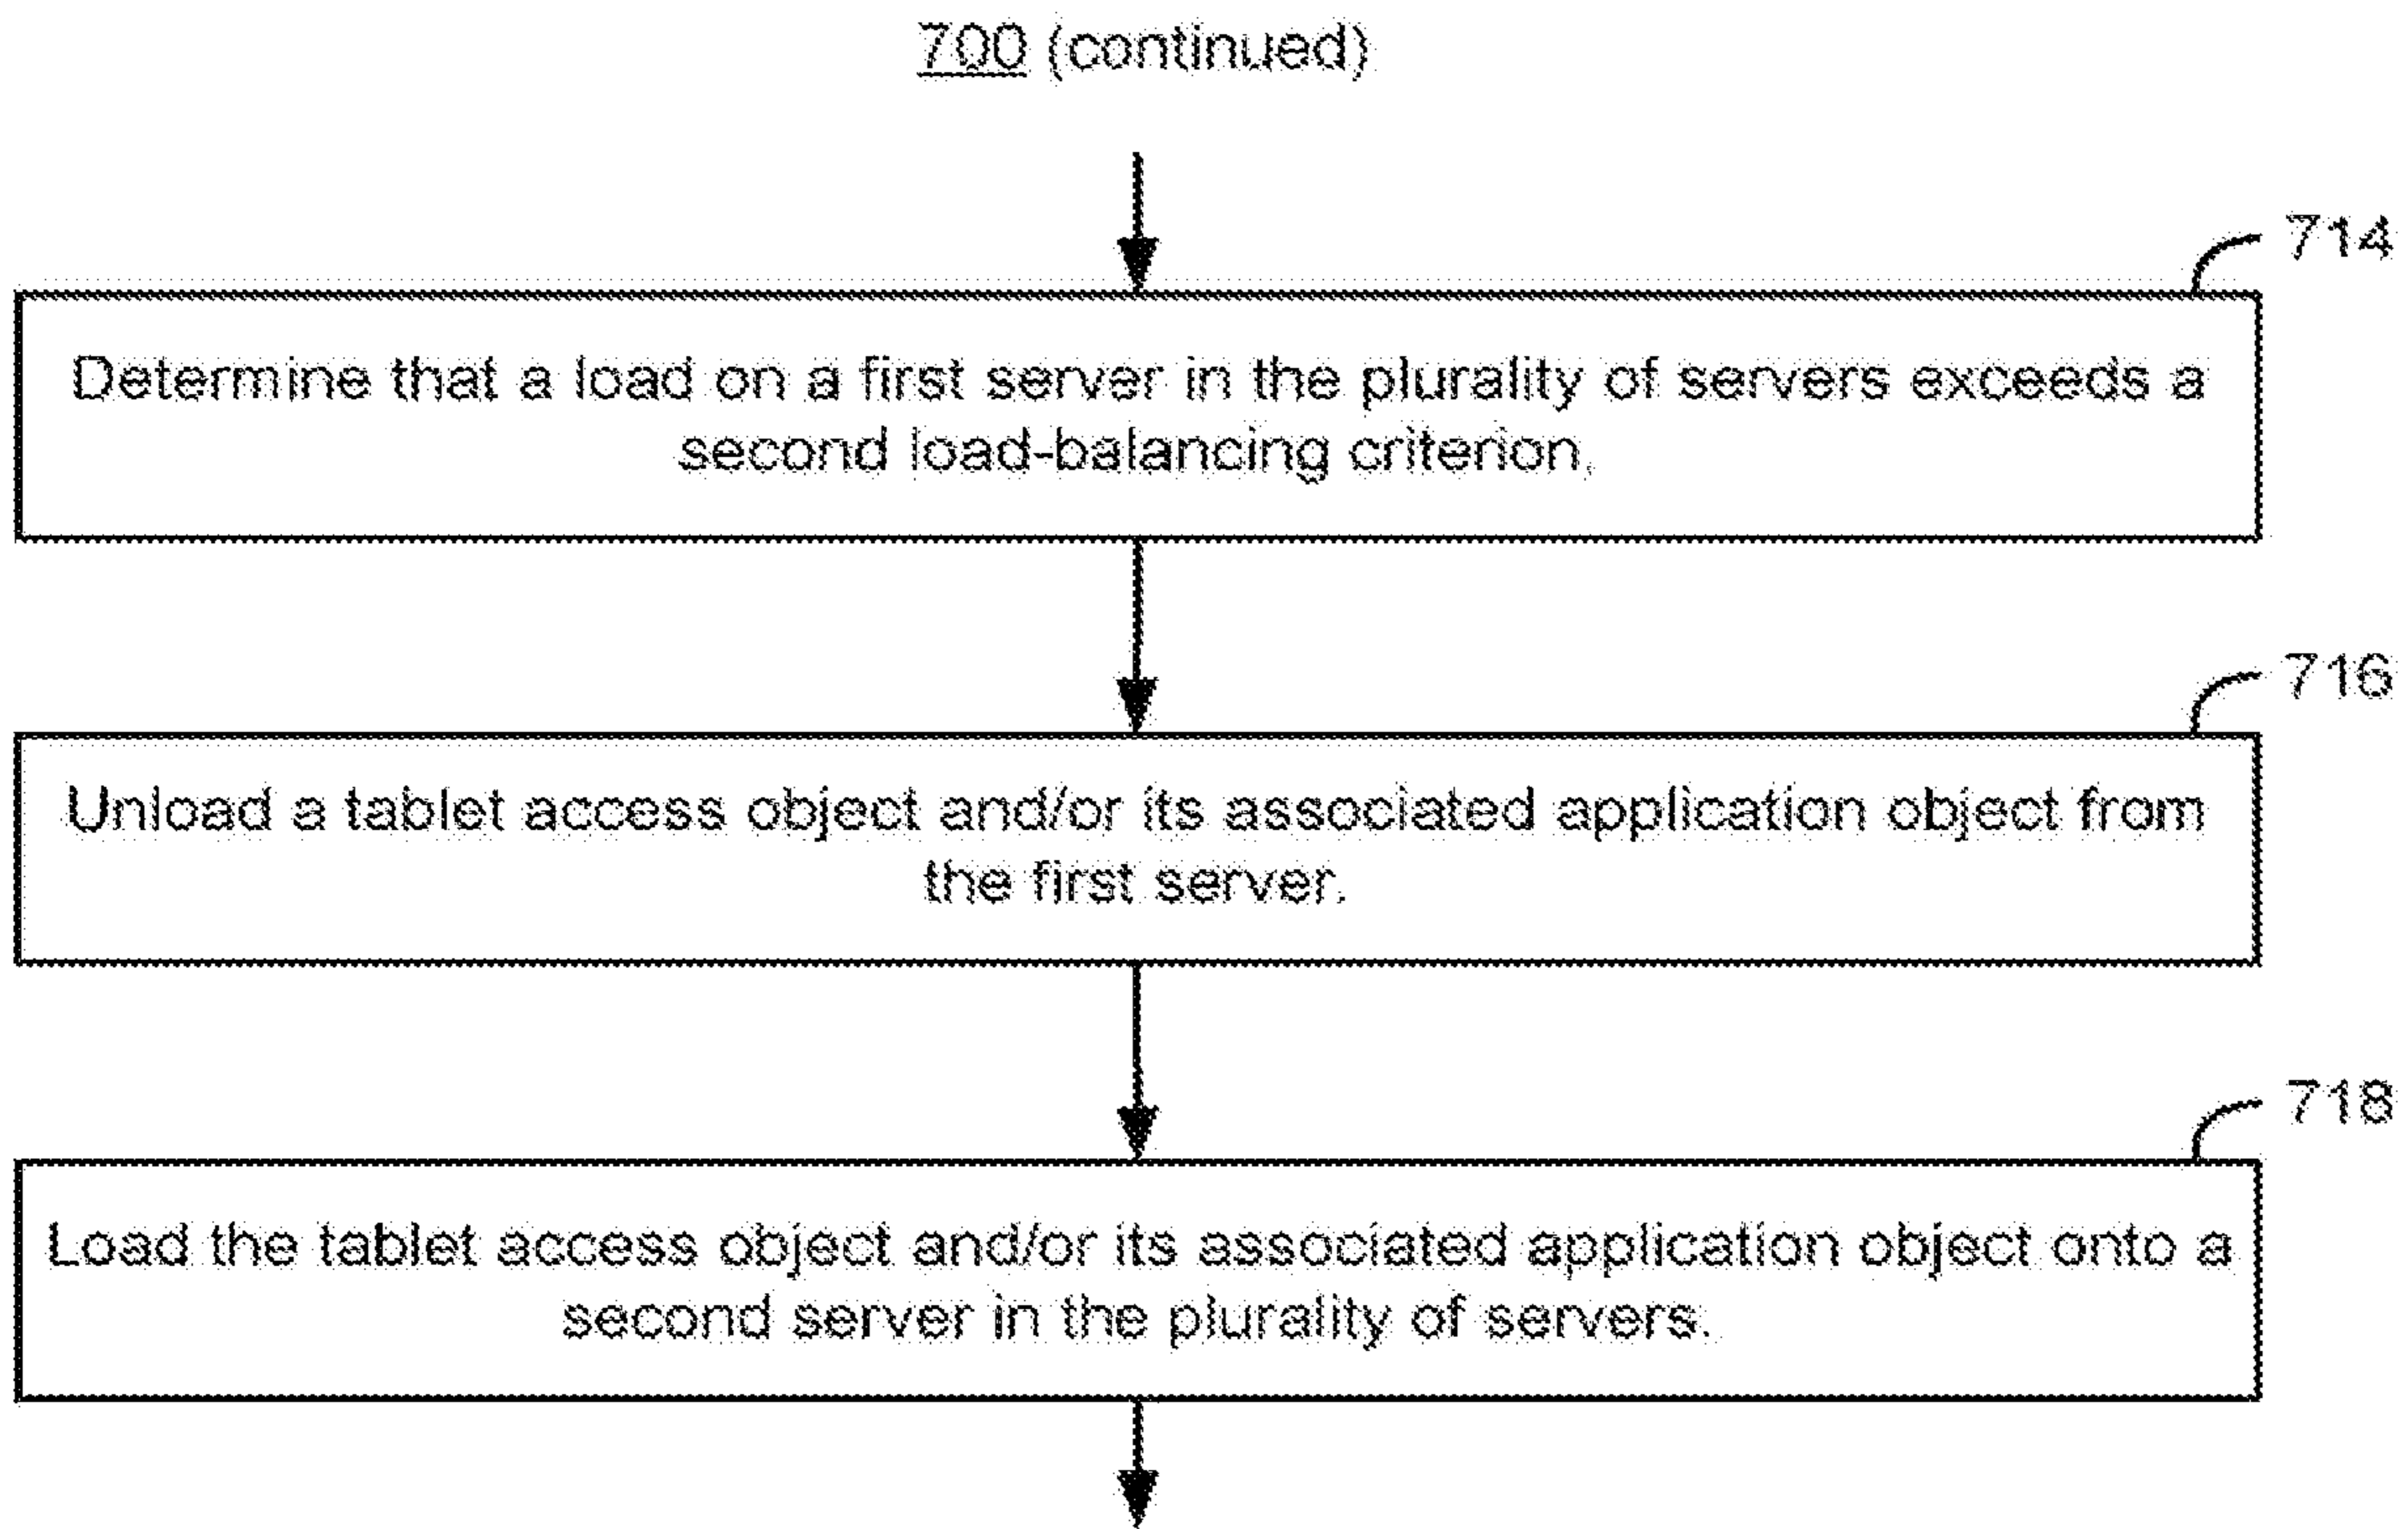 700 (continued)
714
Determine that a load on a first server in the plurality of servers exceeds a
second load-balancing criterion.
716
Unload a tablet access object and/or its associated application object from
the first server.
718
Load the tablet access object and/or its associated application object onto a
second server in the plurality of servers.